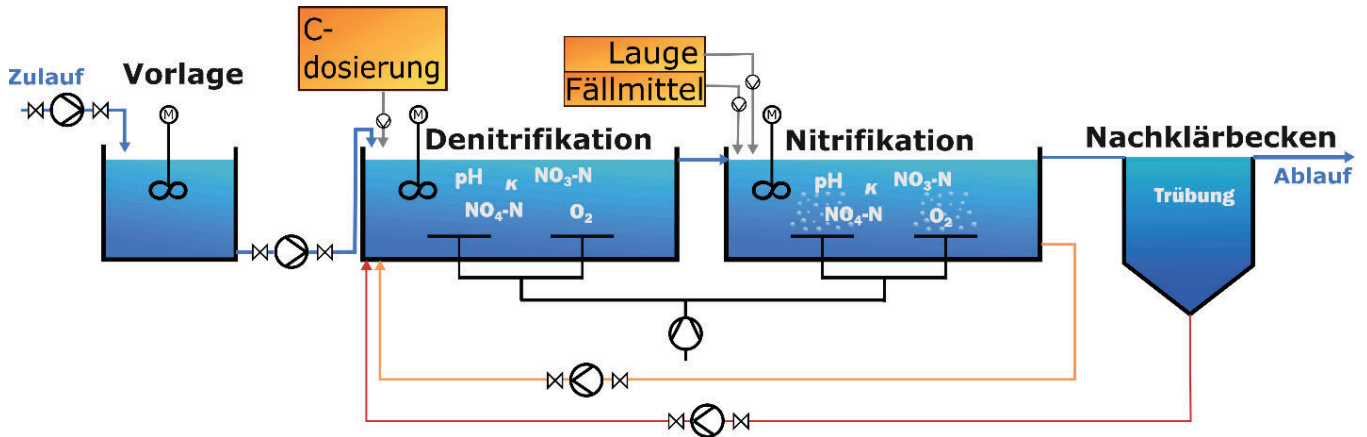 Zulauf
Vorlage
M
C-
dosierung
M
Denitrifikation
pH κ NO₃-N
NO₄-N O₂
Lauge
Fällmittel
M
Nitrifikation
pH κ NO₃-N
NO₄-N O₂
Nachklärbecken
Trübung
Ablauf